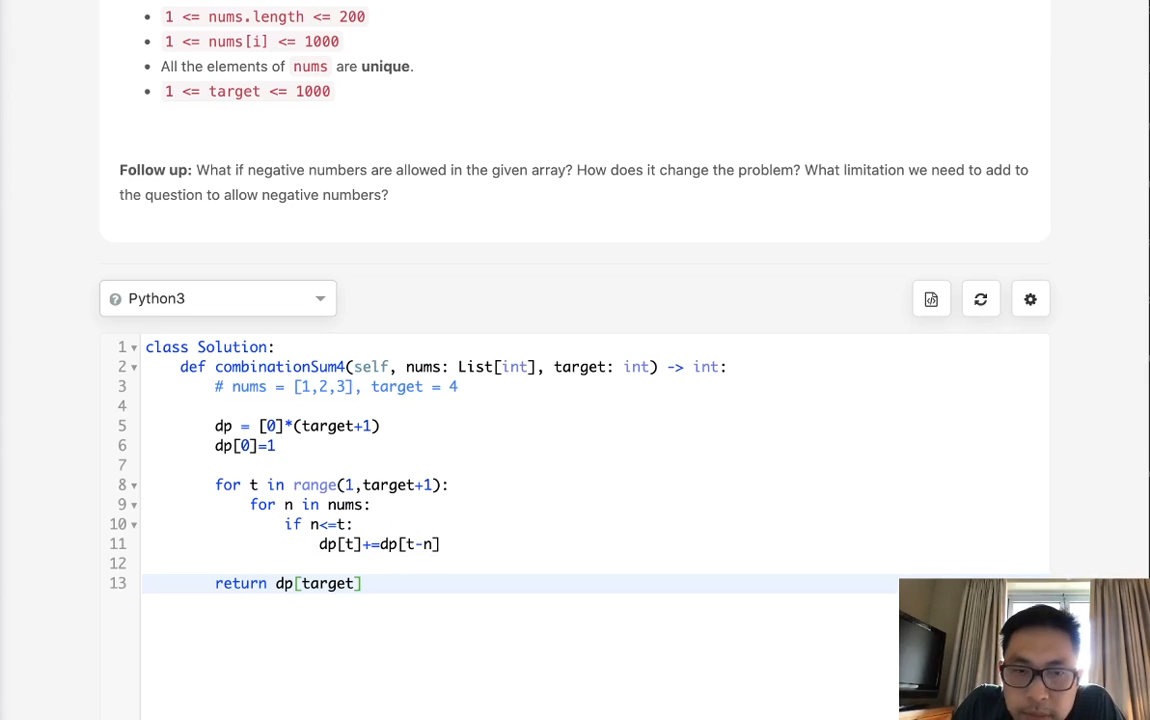 1 <= nums.length <= 200
1 <= nums[i] <= 1000
All the elements of nums are unique.
1 <= target <= 1000
Follow up: What if negative numbers are allowed in the given array? How does it change the problem? What limitation we need to add to
the question to allow negative numbers?
Python3
1 class Solution:
2 def combinationSum4(self, nums: List[int], target: int) -> int:
3 # nums = [1,2,3], target = 4
4
5 dp = [0]*(target+1)
6 dp[0]=1
7
8 for t in range(1,target+1):
9 for n in nums:
10 if n<=t:
11 dp[t]+=dp[t-n]
12
13 return dp[target]